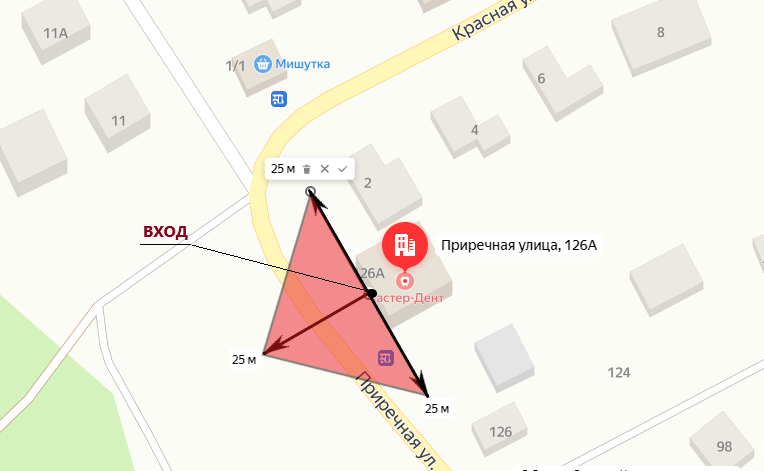 Красная у
11А
8
1/1
Мишутка
6
11
4
25 м
2
ВХОД
Приречная улица, 126А
26А
астер-Дент
25 м
124
Приречная ул.
25 м
126
98